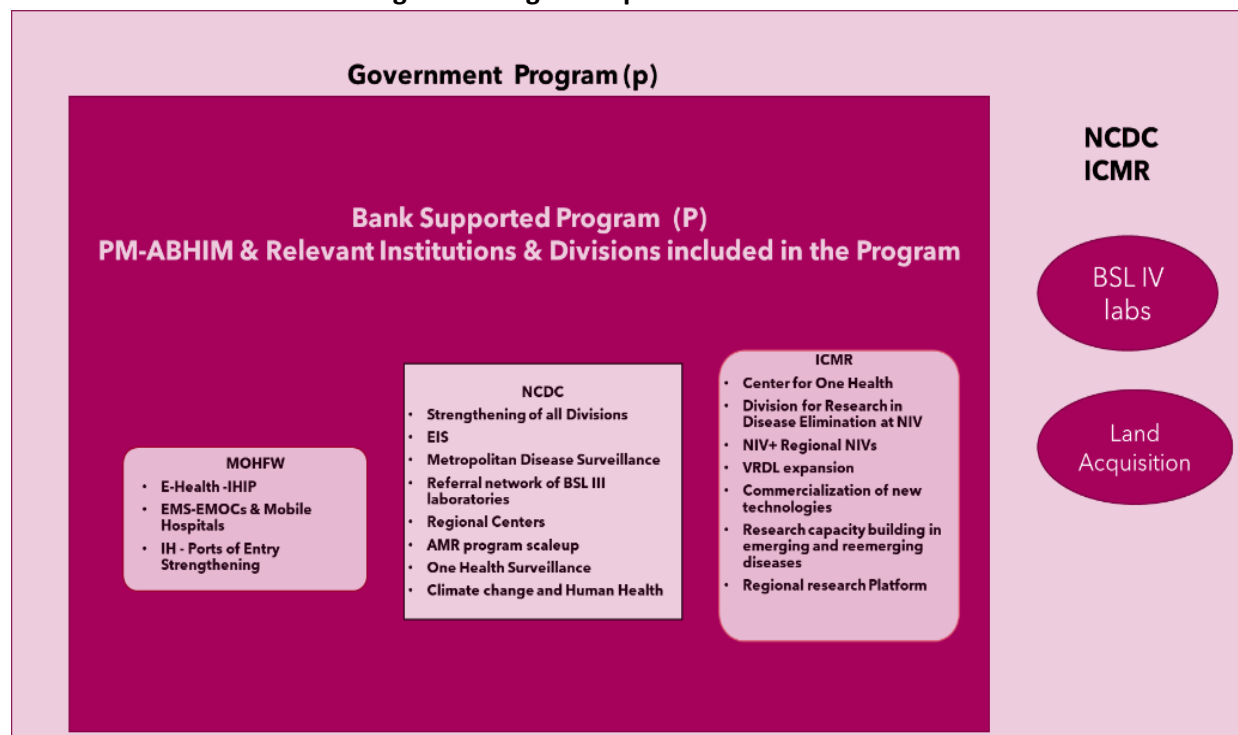 Government Program (p)
Bank Supported Program (P)
PM-ABHIM & Relevant Institutions & Divisions included in the Program
MOHFW
• E-Health -IHIP
• EMS-EMOCs & Mobile
Hospitals
• IH - Ports of Entry
Strengthening
NCDC
• Strengthening of all Divisions
• EIS
• Metropolitan Disease Surveillance
• Referral network of BSL III
laboratories
• Regional Centers
• AMR program scaleup
• One Health Surveillance
• Climate change and Human Health
ICMR
• Center for One Health
• Division for Research in
Disease Elimination at NIV
• NIV+ Regional NIVs
• VRDL expansion
• Commercialization of new
technologies
• Research capacity building in
emerging and reemerging
diseases
• Regional research Platform
NCDC
ICMR
BSL IV
labs
Land
Acquisition